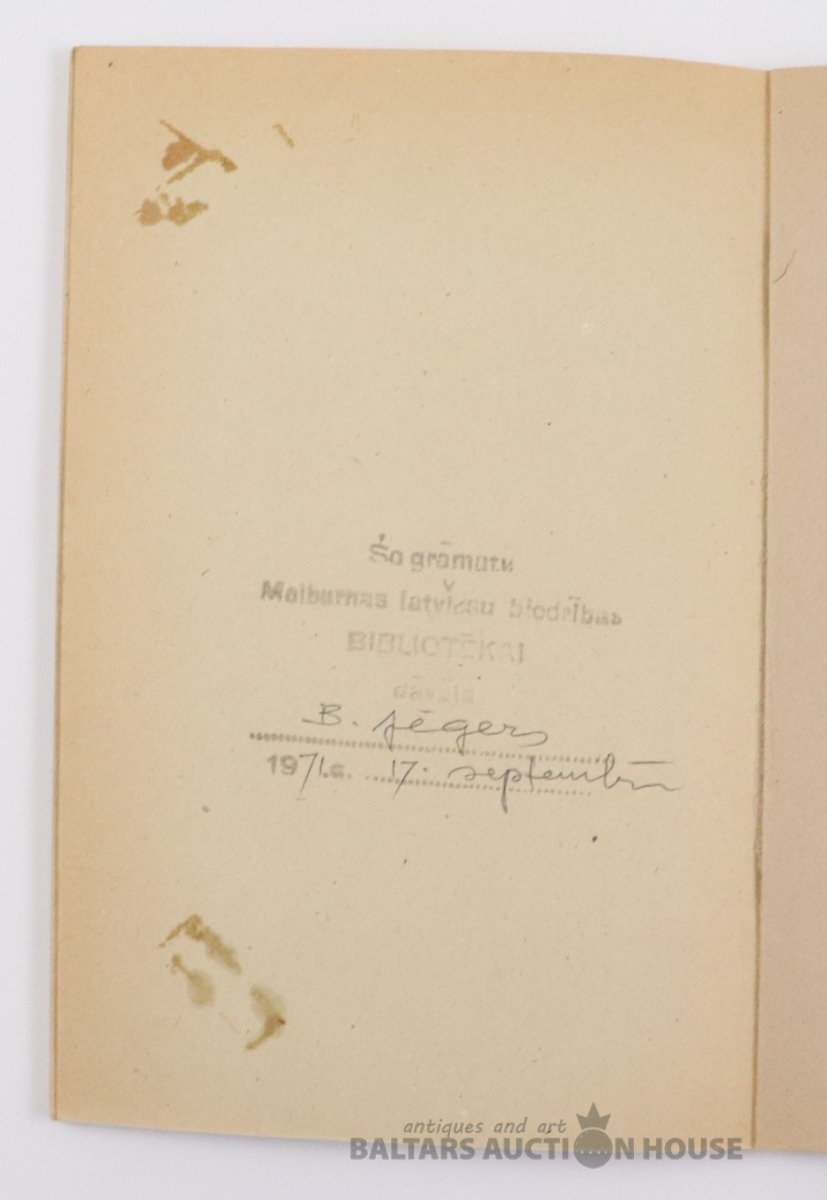 Šo grāmatu
Melburnas latviešu biedrības
BIBLIOTĒKAI
dāvāja
B. Jēgers
1971.g. 17. septembrī
antiques and art
BALTARS AUCTION HOUSE